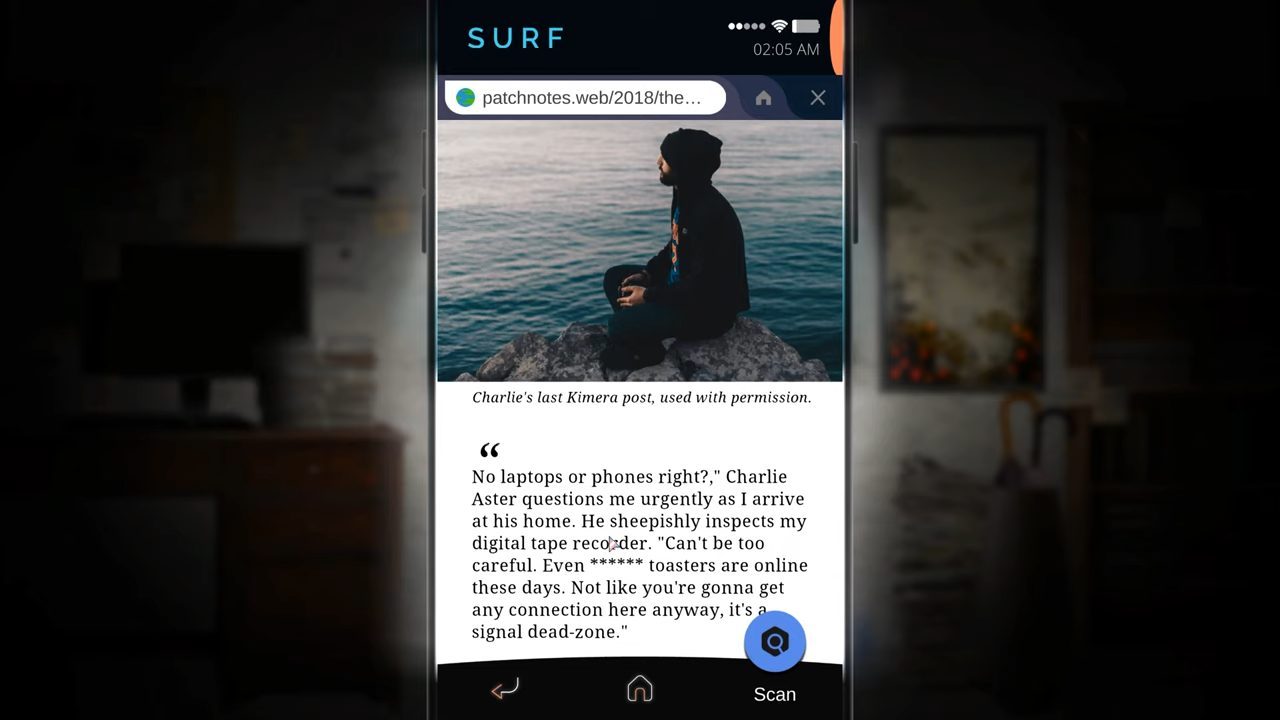 SURF
02:05 AM
patchnotes.web/2018/the...
Charlie's last Kimera post, used with permission.
“
No laptops or phones right?," Charlie
Aster questions me urgently as I arrive
at his home. He sheepishly inspects my
digital tape recorder. "Can't be too
careful. Even ****** toasters are online
these days. Not like you're gonna get
any connection here anyway, it's a
signal dead-zone."
Scan